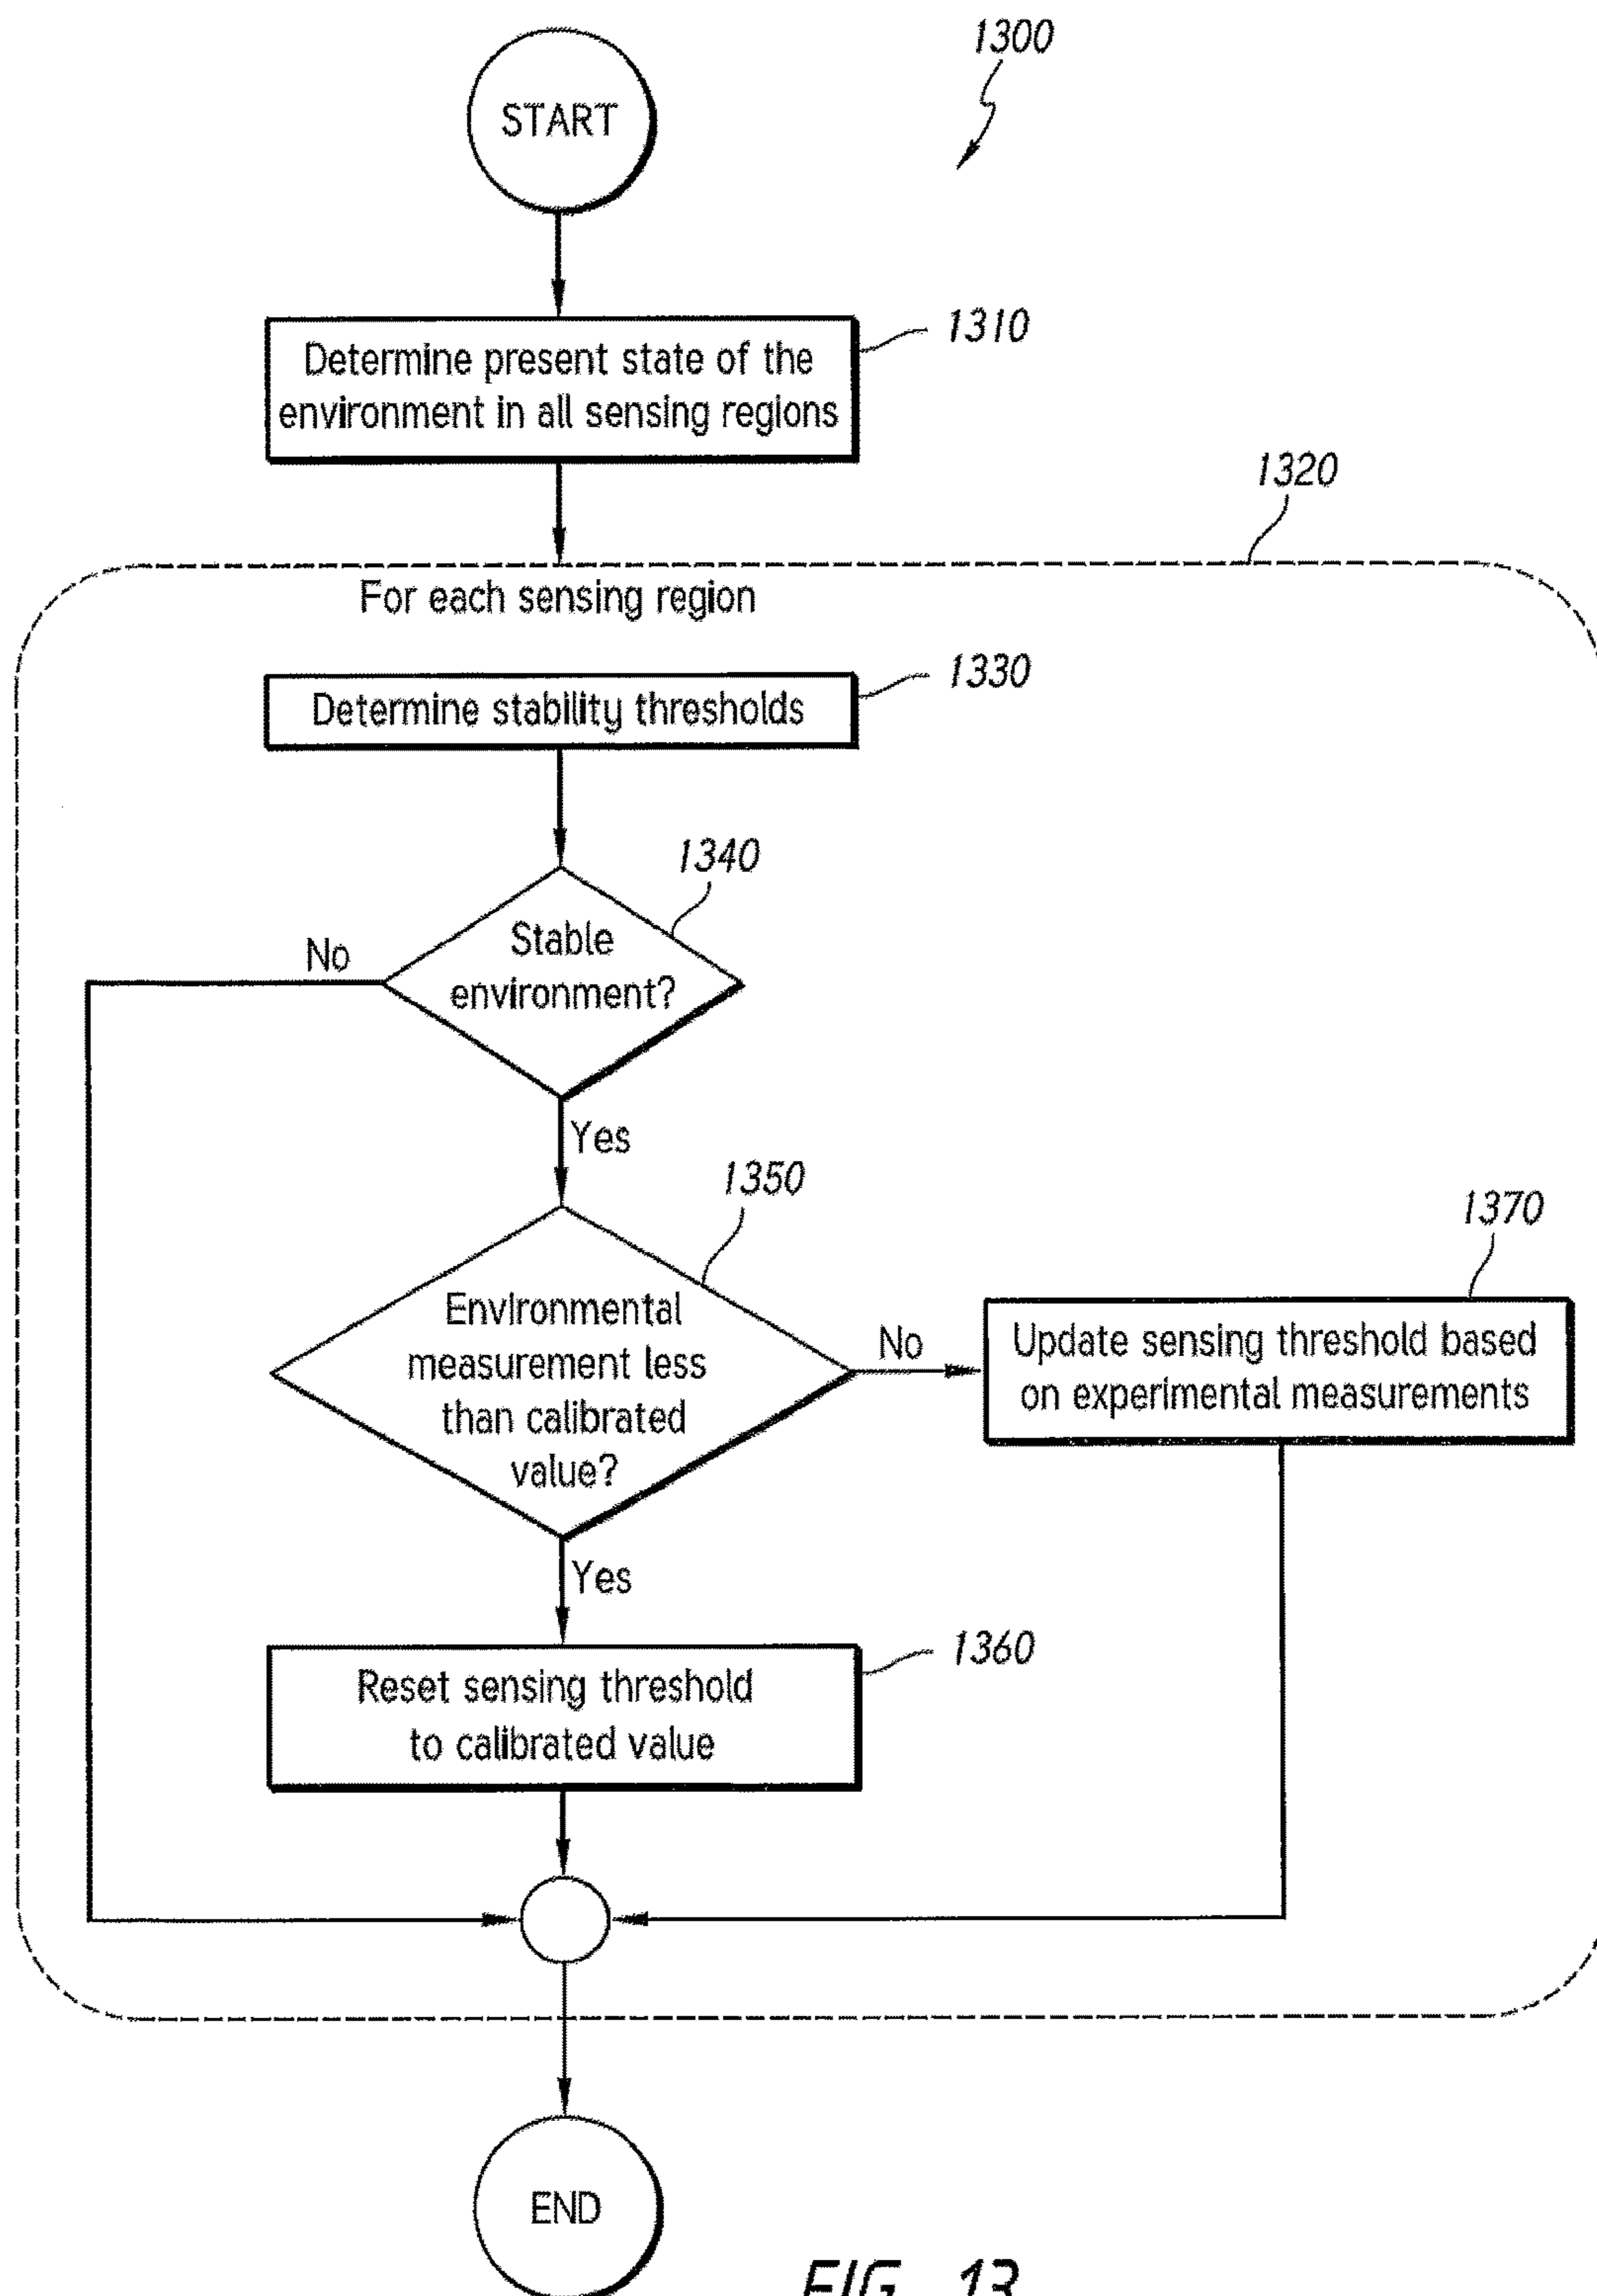 1300
START
1310
Determine present state of the
environment in all sensing regions
1320
For each sensing region
1330
Determine stability thresholds
1340
Stable
environment?
No
Yes
1350
Environmental
measurement less
than calibrated
value?
No
1370
Update sensing threshold based
on experimental measurements
Yes
1360
Reset sensing threshold
to calibrated value
END
FIG. 13